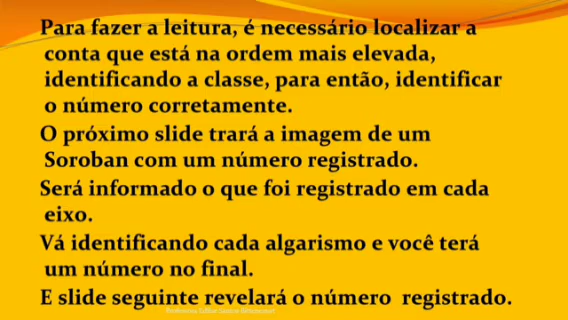 Para fazer a leitura, é necessário localizar a
conta que está na ordem mais elevada,
identificando a classe, para então, identificar
o número corretamente.
O próximo slide trará a imagem de um
Soroban com um número registrado.
Será informado o que foi registrado em cada
eixo.
Vá identificando cada algarismo e você terá
um número no final.
E slide seguinte revelará o número registrado.